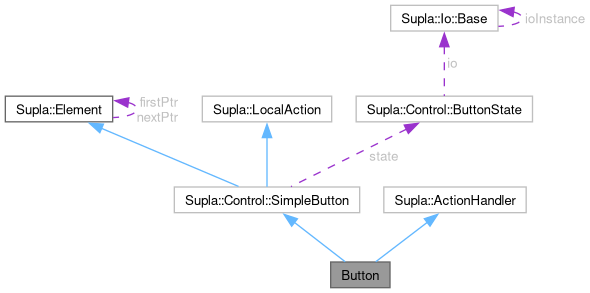 Supla::Io::Base
ioInstance
io
Supla::Element
firstPtr
nextPtr
Supla::LocalAction
Supla::Control::ButtonState
state
Supla::Control::SimpleButton
Supla::ActionHandler
Button